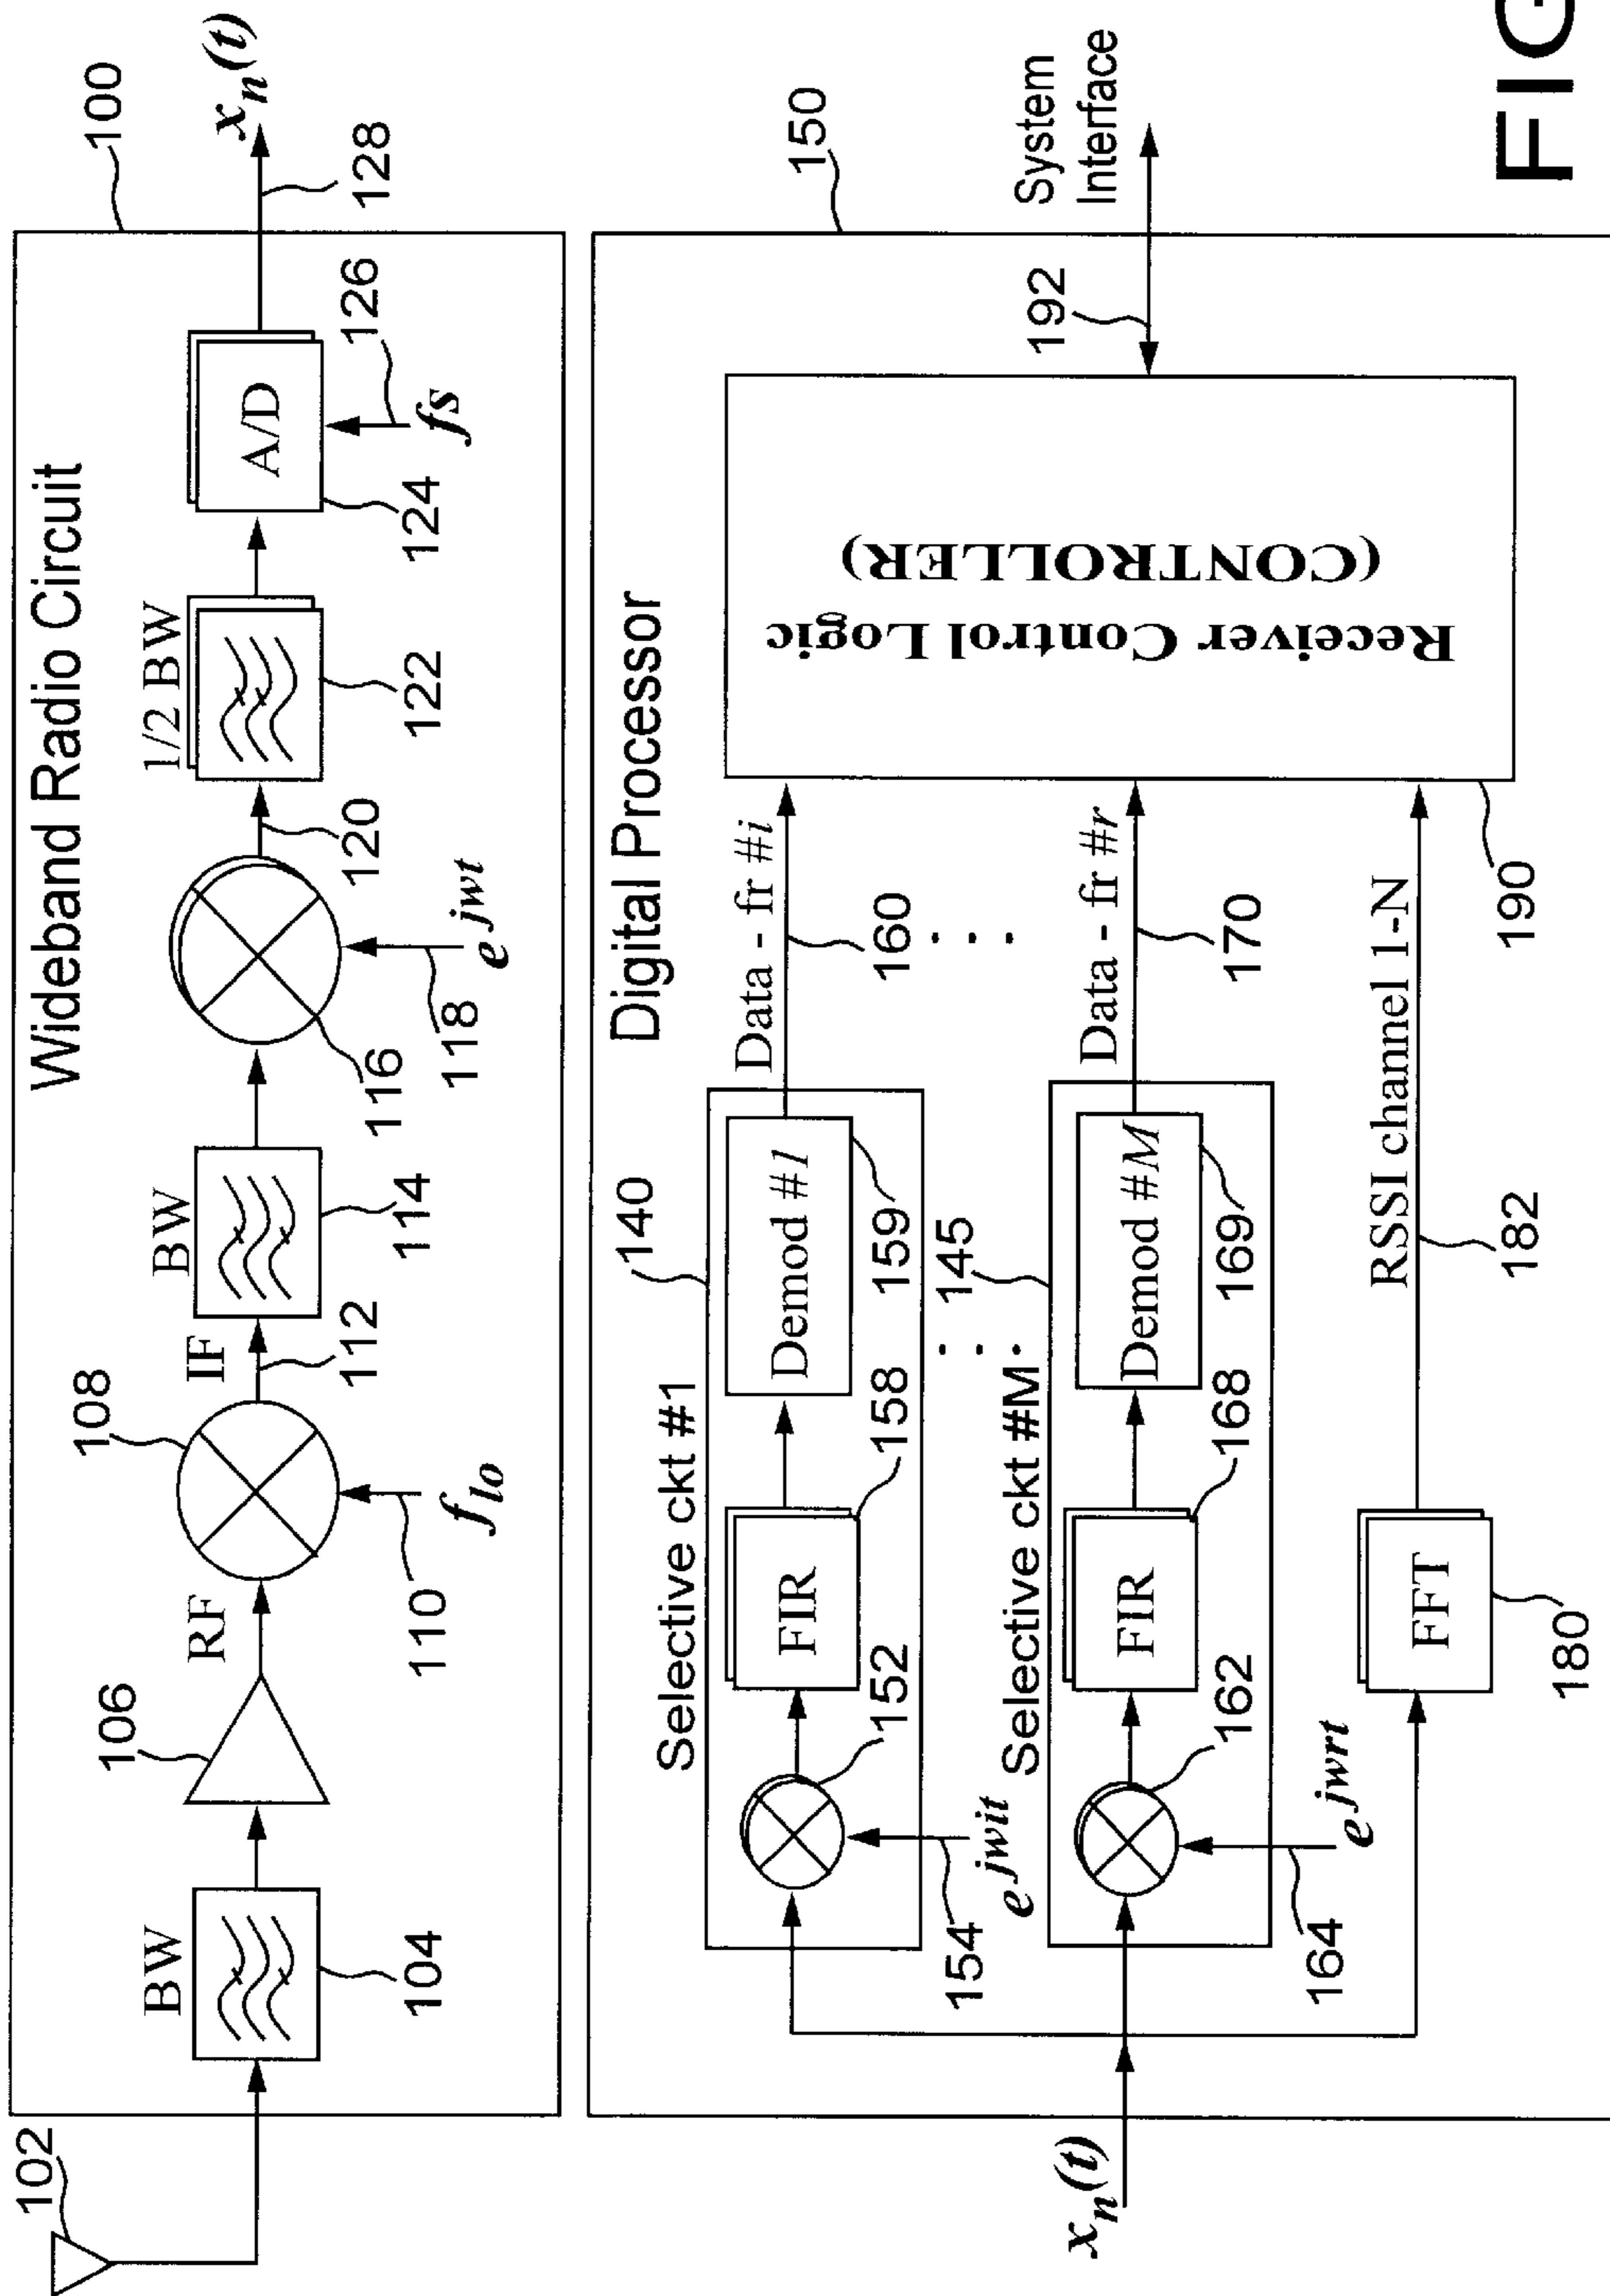 100
Wideband Radio Circuit
102
BW
104
106
RF
108
f_lo
110
IF
112
BW
114
116
e^jwt
118
120
1/2 BW
122
A/D
124
fs
126
128
x_n(t)
Digital Processor
150
x_n(t)
Selective ckt #1
140
152
e^jwit
154
FIR
158
Demod #1
159
Data - fr #i
160
Selective ckt #M
145
162
e^jwrt
164
FIR
168
Demod #M
169
Data - fr #r
170
FFT
180
RSSI channel 1-N
182
Receiver Control Logic
(CONTROLLER)
190
192
System
Interface